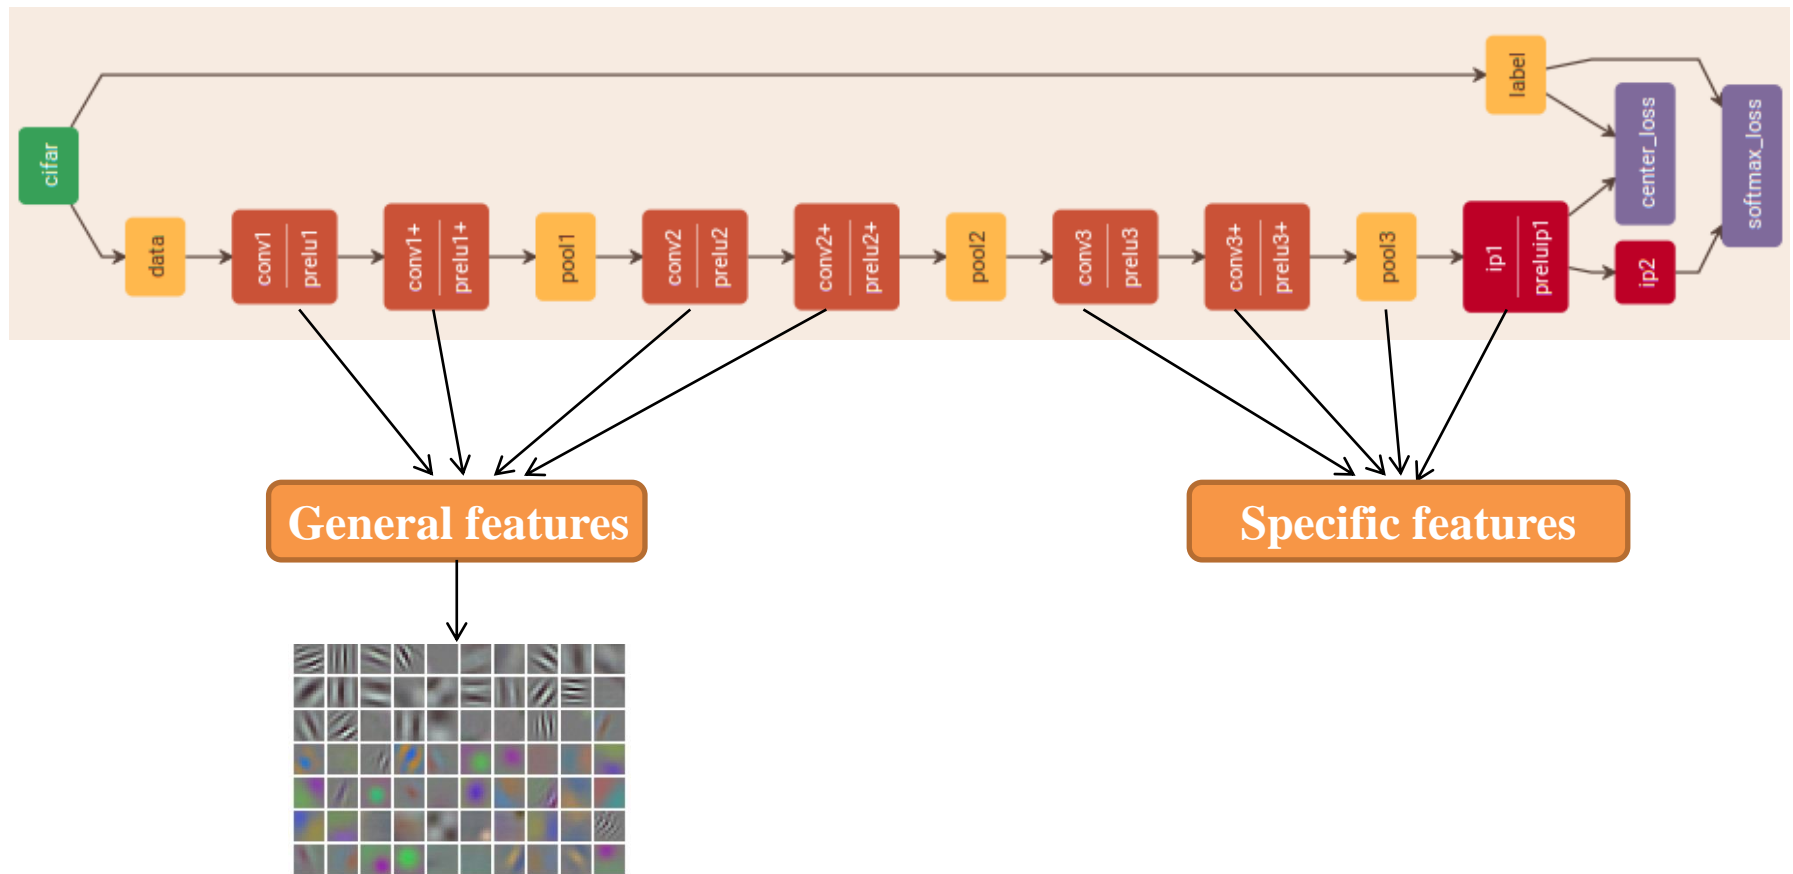 cifar
label
center_loss
softmax_loss
data
conv1
prelu1
conv1+
prelu1+
pool1
conv2
prelu2
conv2+
prelu2+
pool2
conv3
prelu3
conv3+
prelu3+
pool3
ip1
preluip1
ip2
General features
Specific features